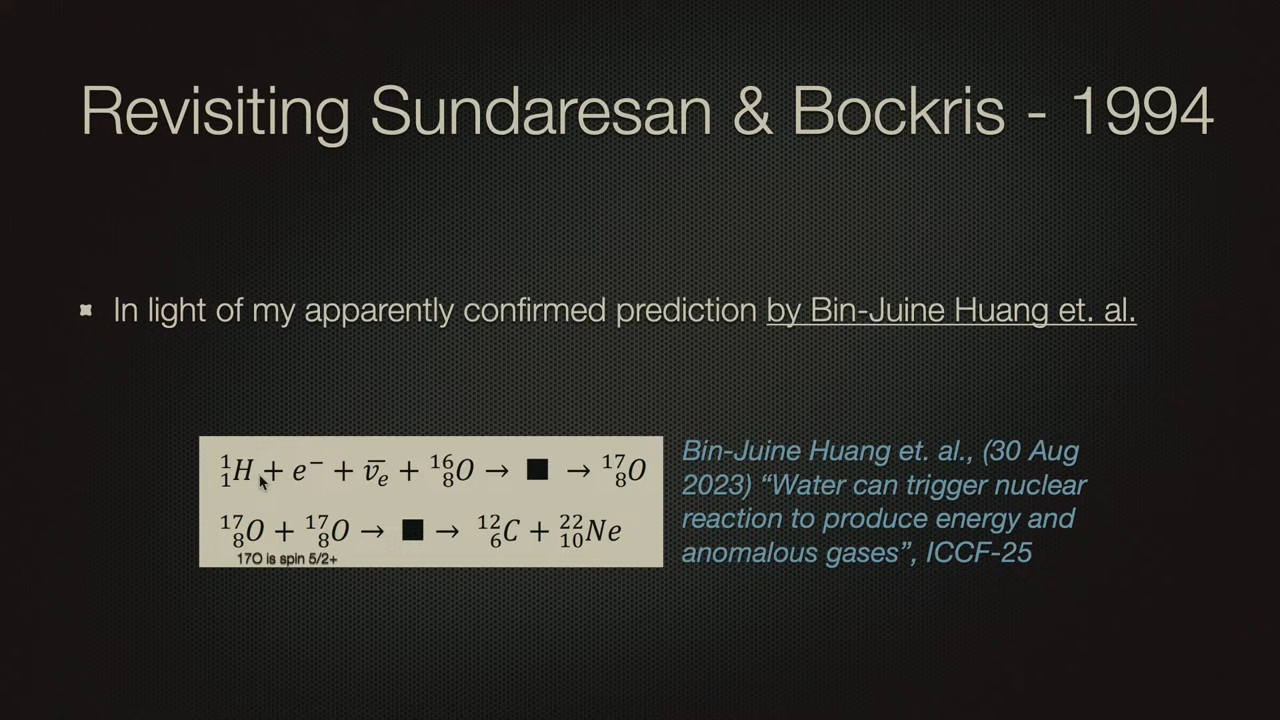 Revisiting Sundaresan & Bockris - 1994
In light of my apparently confirmed prediction by Bin-Juine Huang et. al.
¹₁H + e⁻ + v̅ₑ + ¹⁶₈O → ■ → ¹⁷₈O
¹⁷₈O + ¹⁷₈O → ■ → ¹²₆C + ²²₁₀Ne
17O is spin 5/2+
Bin-Juine Huang et. al., (30 Aug
2023) “Water can trigger nuclear
reaction to produce energy and
anomalous gases”, ICCF-25